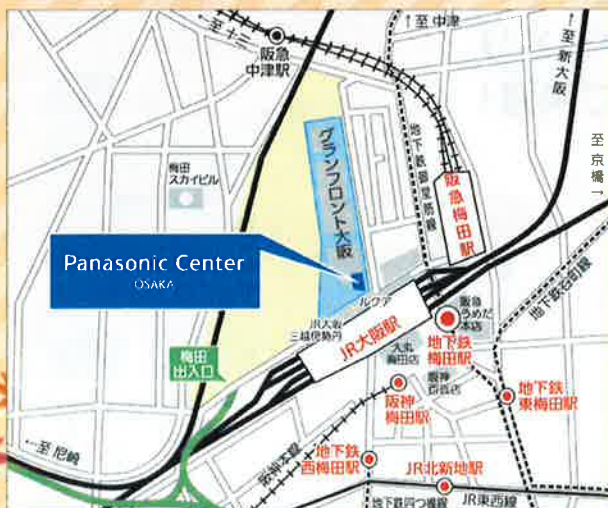 ←至十三
阪急
中津駅
↑至中津
↑至新大阪
至京橋→
グランフロント大阪
地下鉄御堂筋線
阪急梅田駅
梅田
スカイビル
Panasonic Center
OSAKA
ルクア
JR大阪
三越伊勢丹
JR大阪駅
阪急
うめだ
本店
地下鉄
梅田駅
地下鉄谷町線
大丸
梅田店
阪神
百貨店
梅田
出入口
阪神
梅田駅
地下鉄
東梅田駅
←至尼崎
阪神本線
地下鉄
西梅田駅
JR北新地駅
地下鉄四つ橋線
JR東西線